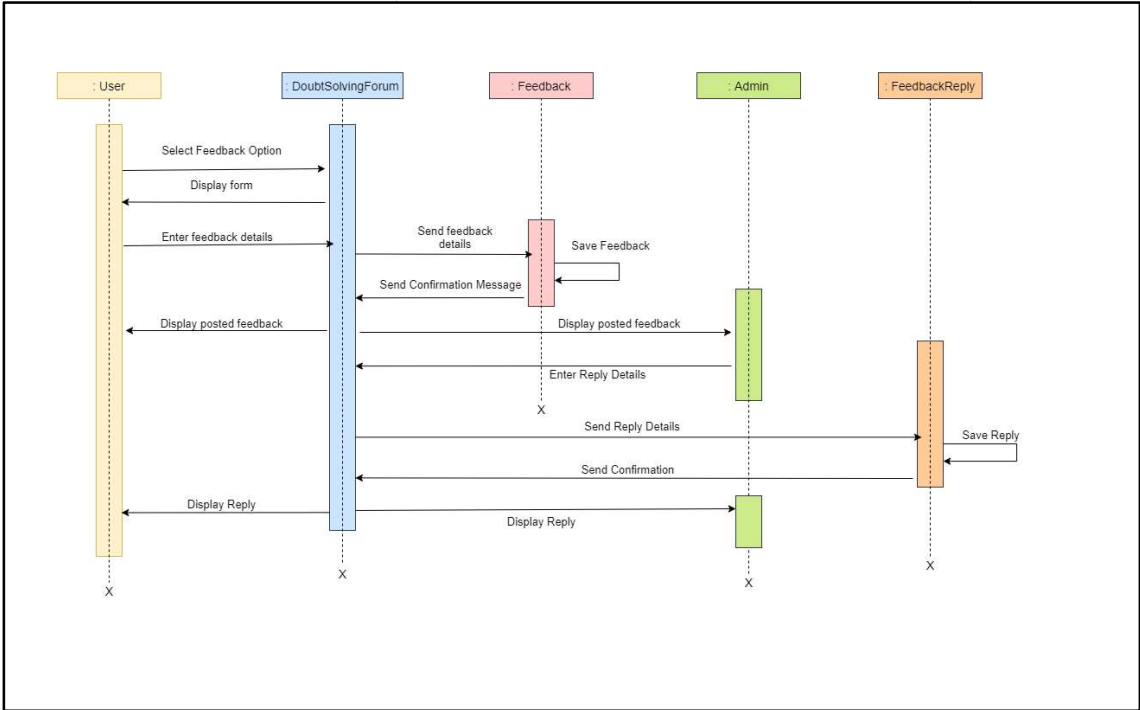 : User
: DoubtSolvingForum
: Feedback
: Admin
: FeedbackReply
Select Feedback Option
Display form
Enter feedback details
Send feedback
details
Save Feedback
Send Confirmation Message
Display posted feedback
Display posted feedback
Enter Reply Details
X
Send Reply Details
Save Reply
Send Confirmation
Display Reply
Display Reply
X
X
X
X